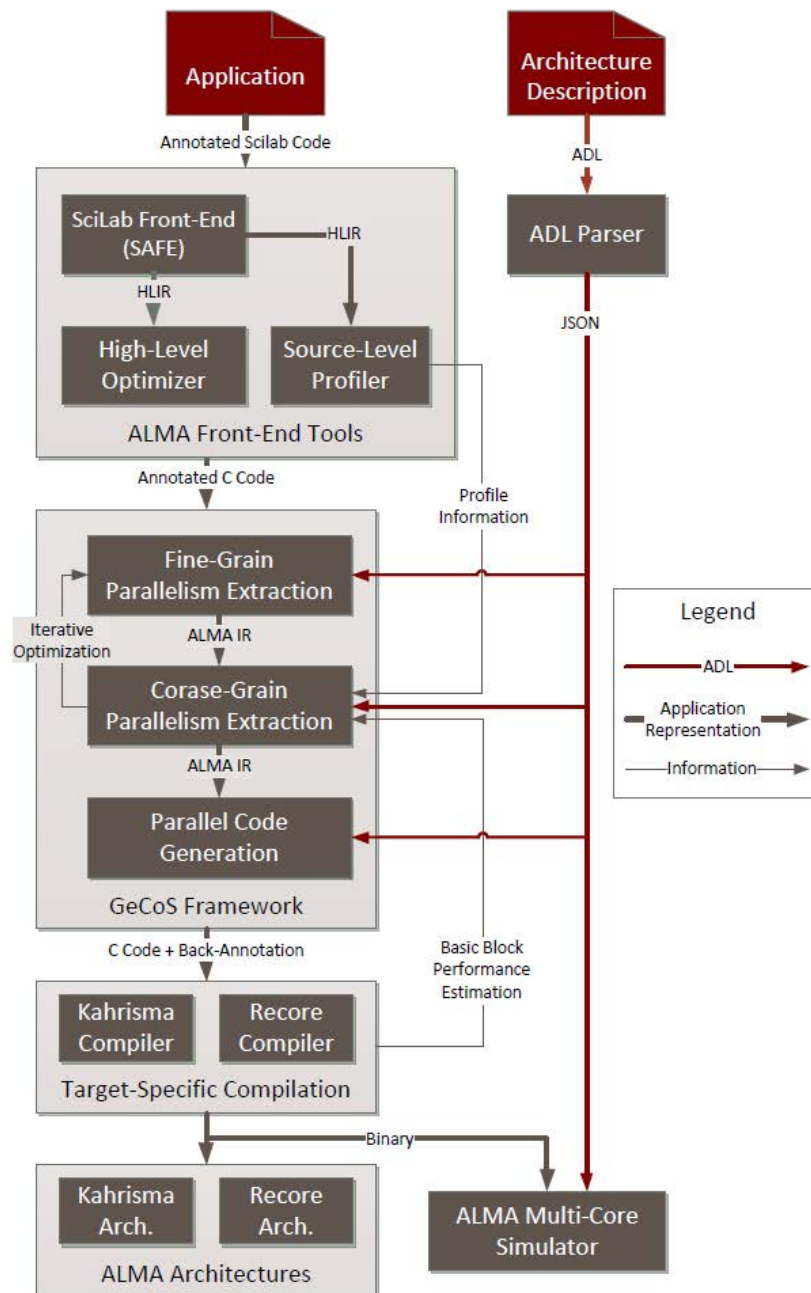 Application
Architecture
Description
Annotated Scilab Code
ADL
SciLab Front-End
(SAFE)
HLIR
ADL Parser
HLIR
JSON
High-Level
Optimizer
Source-Level
Profiler
ALMA Front-End Tools
Annotated C Code
Profile
Information
Fine-Grain
Parallelism Extraction
Iterative
Optimization
ALMA IR
Corase-Grain
Parallelism Extraction
ALMA IR
Parallel Code
Generation
GeCoS Framework
Legend
ADL
Application
Representation
Information
C Code + Back-Annotation
Basic Block
Performance
Estimation
Kahrisma
Compiler
Recore
Compiler
Target-Specific Compilation
Binary
Kahrisma
Arch.
Recore
Arch.
ALMA Architectures
ALMA Multi-Core
Simulator